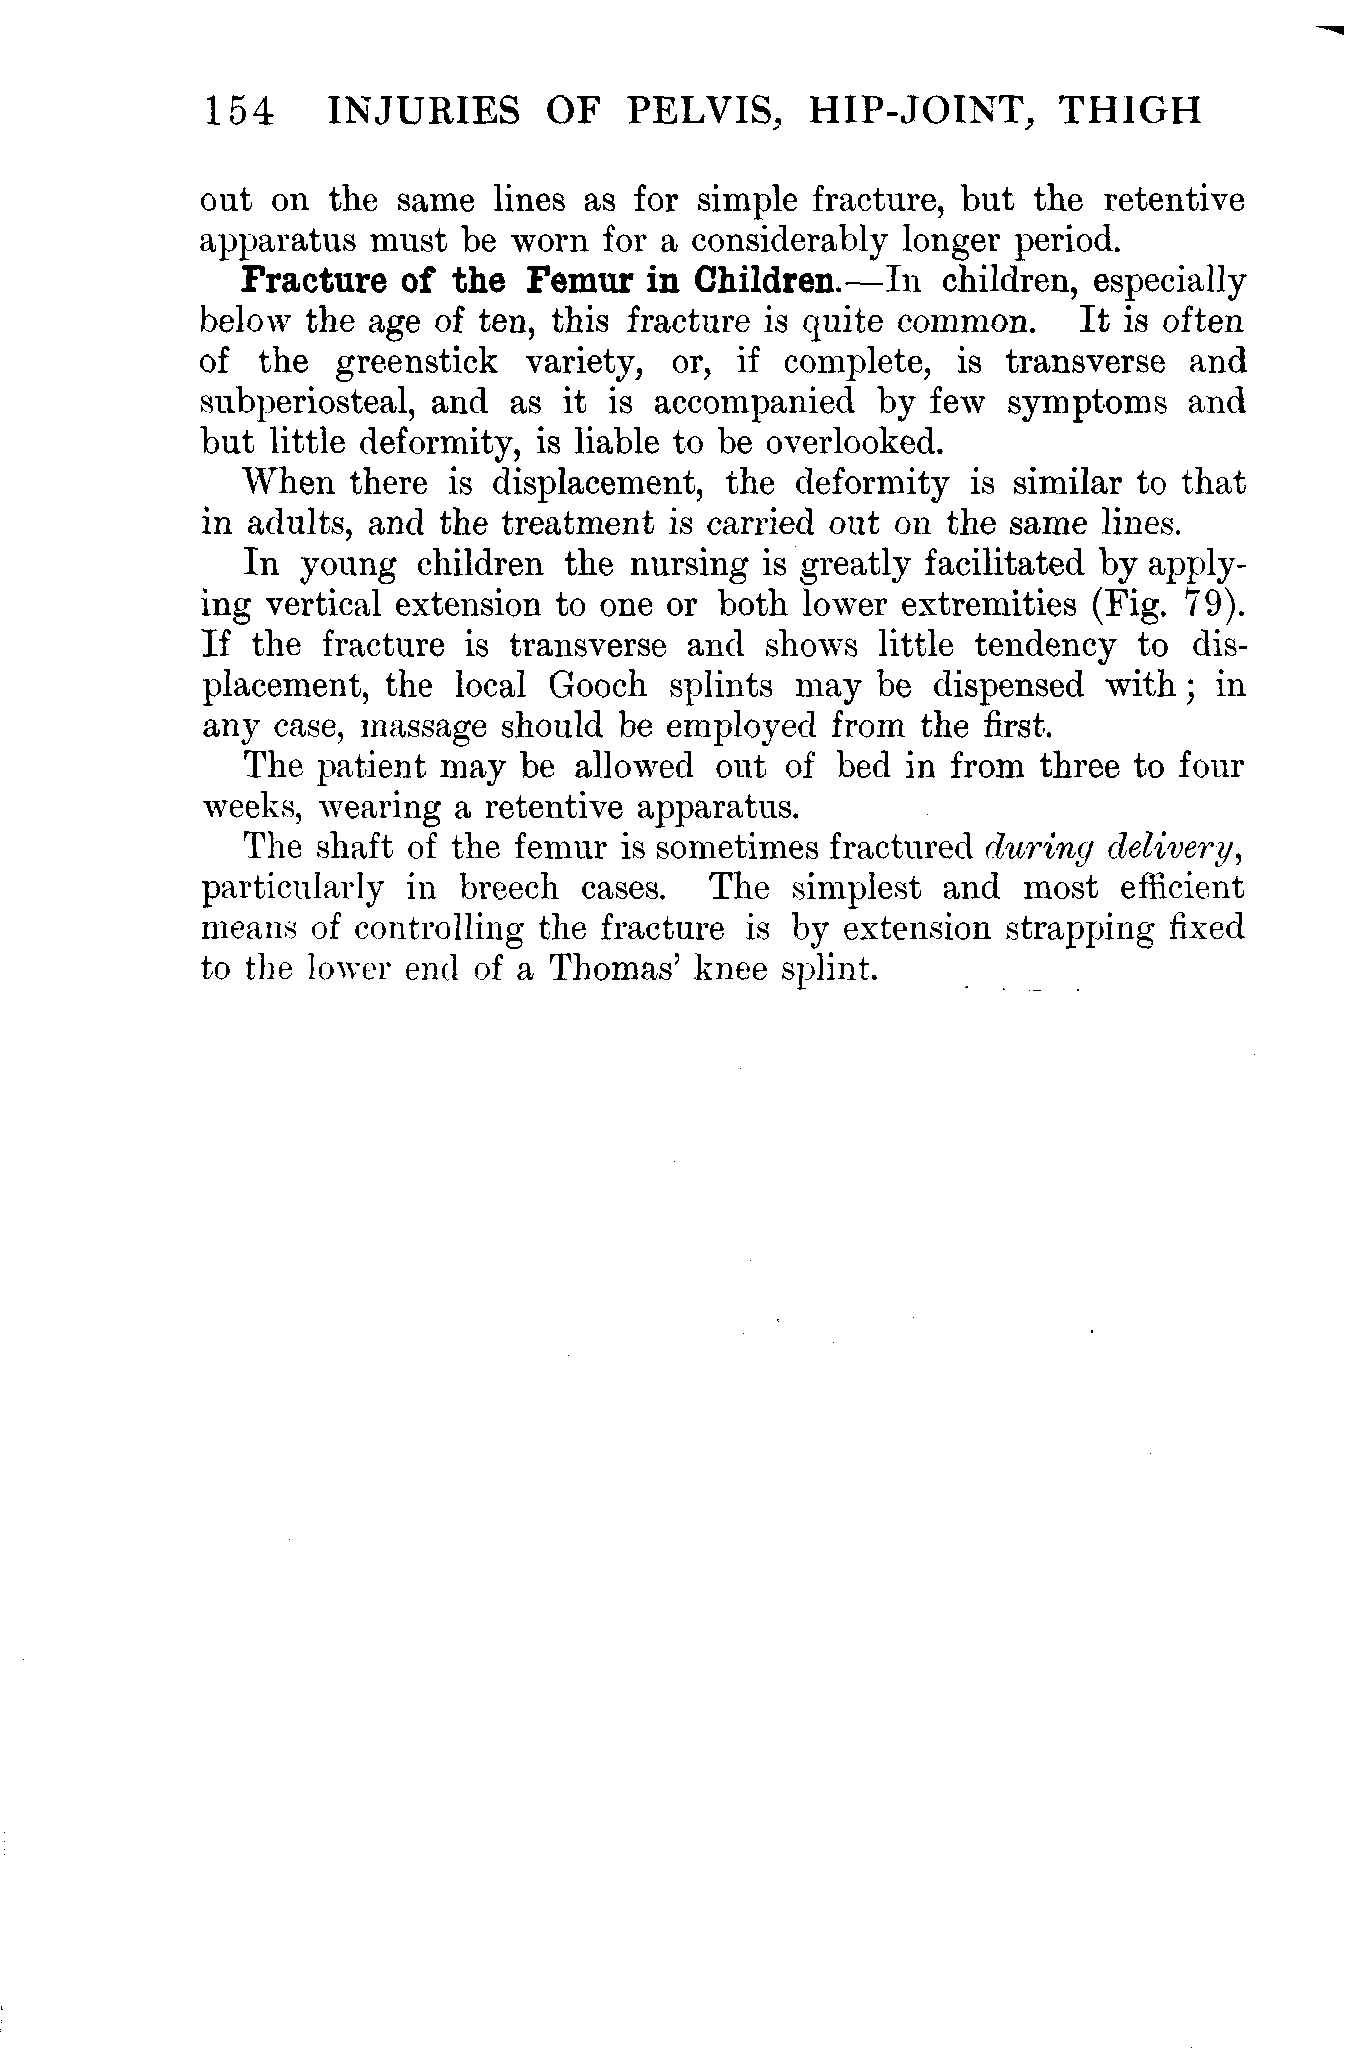 154 INJURIES OF PELVIS, HIP-JOINT, THIGH
out on the same lines as for simple fracture, but the retentive
apparatus must be worn for a considerably longer period.
Fracture of the Femur in Children.—In children, especially
below the age of ten, this fracture is quite common. It is often
of the greenstick variety, or, if complete, is transverse and
subperiosteal, and as it is accompanied by few symptoms and
but little deformity, is liable to be overlooked.
When there is displacement, the deformity is similar to that
in adults, and the treatment is carried out on the same lines.
In young children the nursing is greatly facilitated by apply-
ing vertical extension to one or both lower extremities (Fig. 79).
If the fracture is transverse and shows little tendency to dis-
placement, the local Gooch splints may be dispensed with; in
any case, massage should be employed from the first.
The patient may be allowed out of bed in from three to four
weeks, wearing a retentive apparatus.
The shaft of the femur is sometimes fractured during delivery,
particularly in breech cases. The simplest and most efficient
means of controlling the fracture is by extension strapping fixed
to the lower end of a Thomas' knee splint.